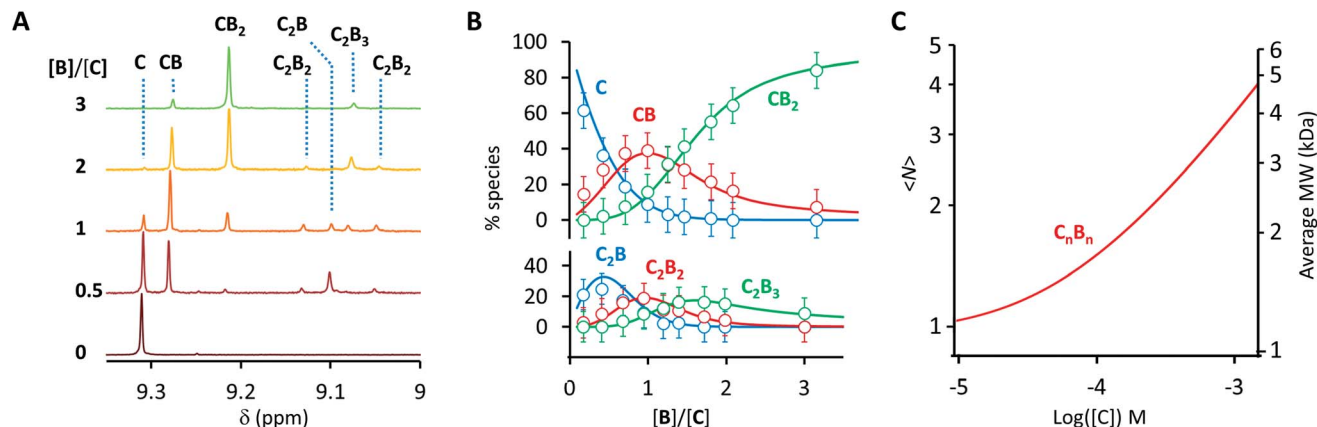 A
[B]/[C]
C
CB
CB₂
C₂B₂
C₂B
C₂B₃
C₂B₂
3
2
1
0.5
0
9.3
9.2
9.1
9
δ (ppm)
B
% species
100
80
60
40
20
0
C
CB
CB₂
40
20
0
C₂B
C₂B₂
C₂B₃
0
1
2
3
[B]/[C]
C
<N>
5
4
3
2
1
CₙBₙ
6
5
4
3
2
1
Average MW (kDa)
-5
-4
-3
Log([C]) M